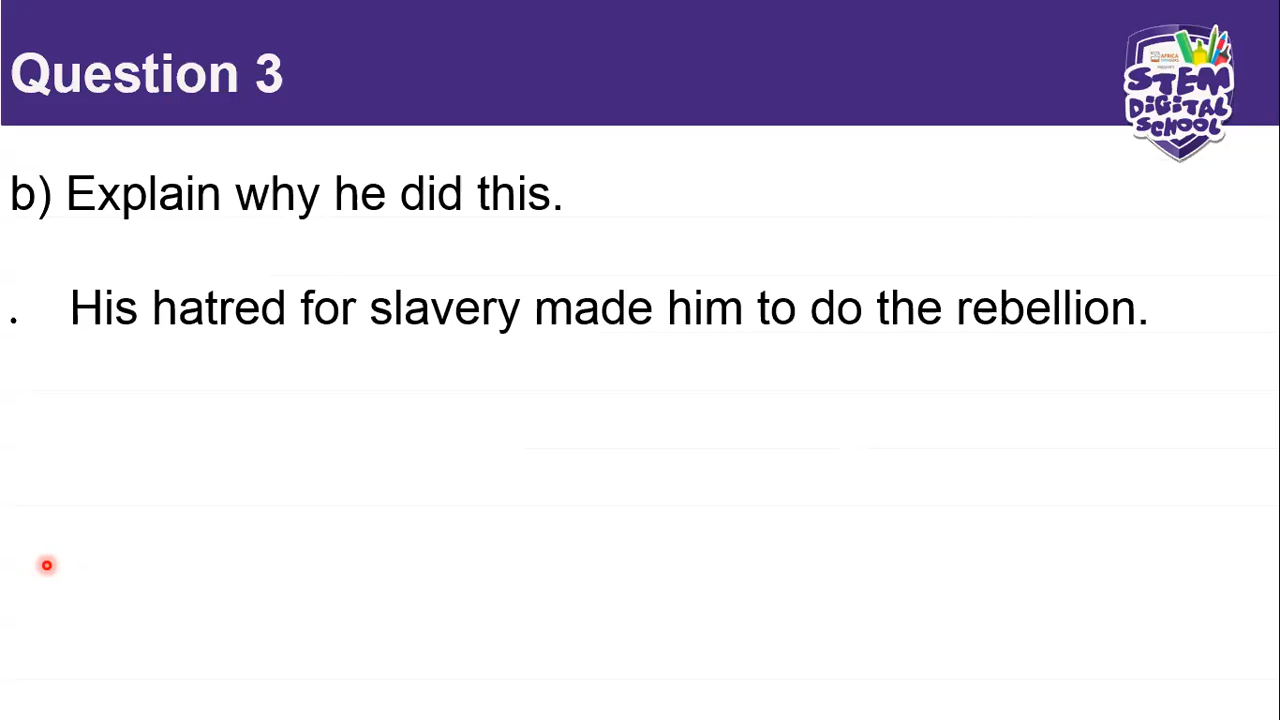 Question 3
STEM
DIGITAL
SCHOOL
b) Explain why he did this.
. His hatred for slavery made him to do the rebellion.